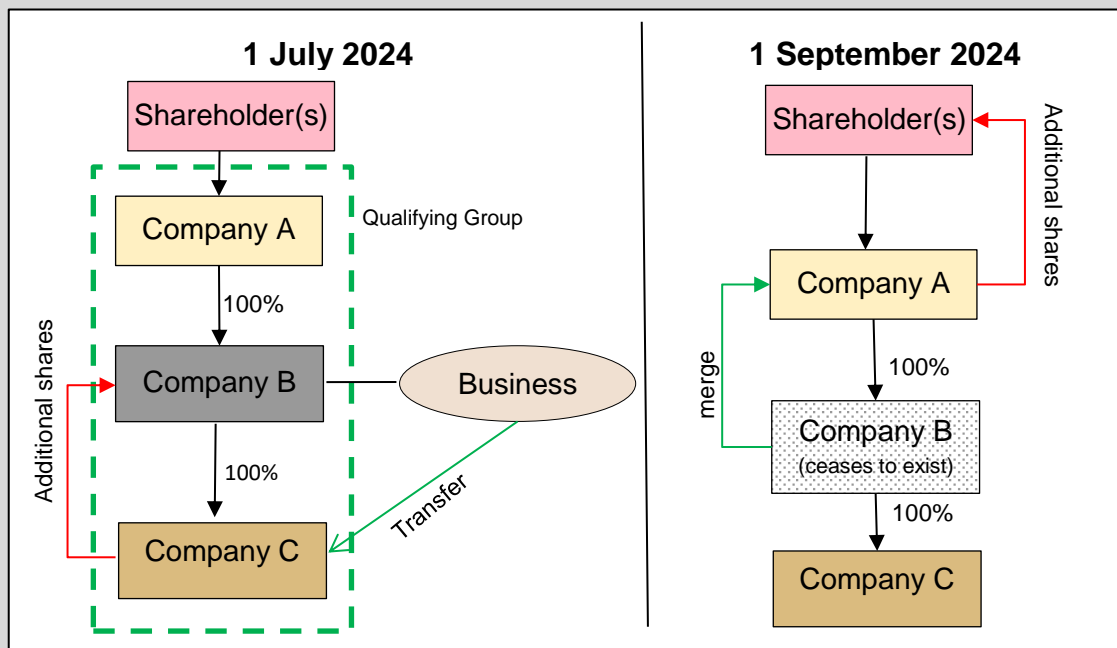 1 July 2024
Shareholder(s)
Company A
Qualifying Group
100%
Additional shares
Company B
Business
100%
Transfer
Company C
1 September 2024
Shareholder(s)
Additional shares
Company A
merge
100%
Company B
(ceases to exist)
100%
Company C